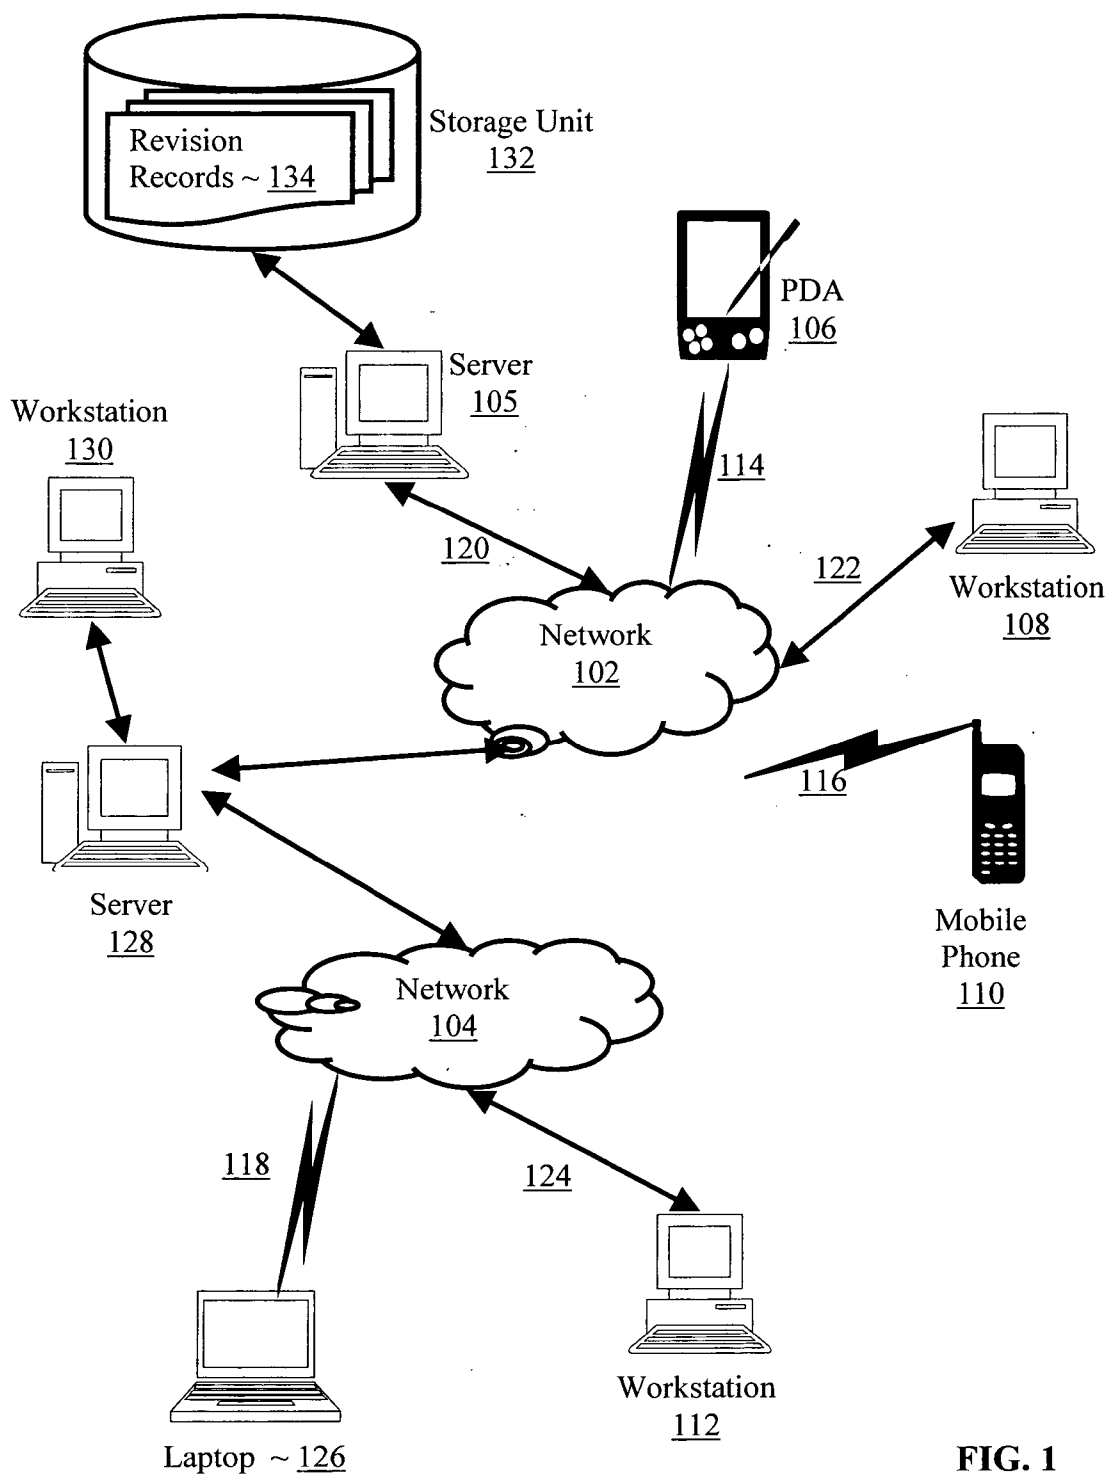 Revision
Records ~ 134
Storage Unit
132
PDA
106
Server
105
Workstation
130
114
120
122
Workstation
108
Network
102
116
Server
128
Mobile
Phone
110
Network
104
118
124
Workstation
112
Laptop ~ 126
FIG. 1